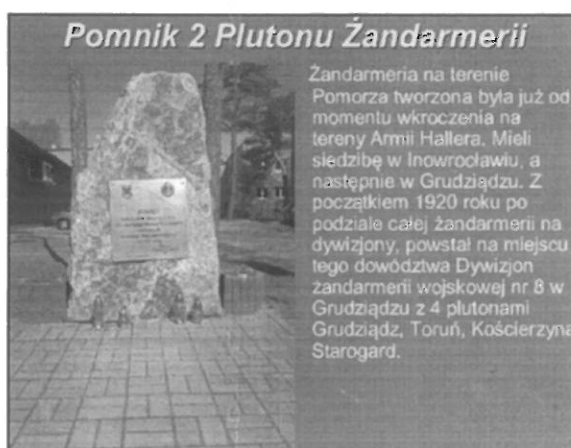 Pomnik 2 Plutonu Żandarmerii
Żandarmeria na terenie
Pomorza tworzona była już od
momentu wkroczenia na
tereny Armii Hallera. Mieli
siedzibę w Inowrocławiu, a
następnie w Grudziądzu. Z
początkiem 1920 roku po
podziale całej żandarmerii na
dywizjony, powstał na miejscu
tego dowództwa Dywizjon
żandarmerii wojskowej nr 8 w
Grudziądzu z 4 plutonami
Grudziądz, Toruń, Kościerzyna
Starogard.